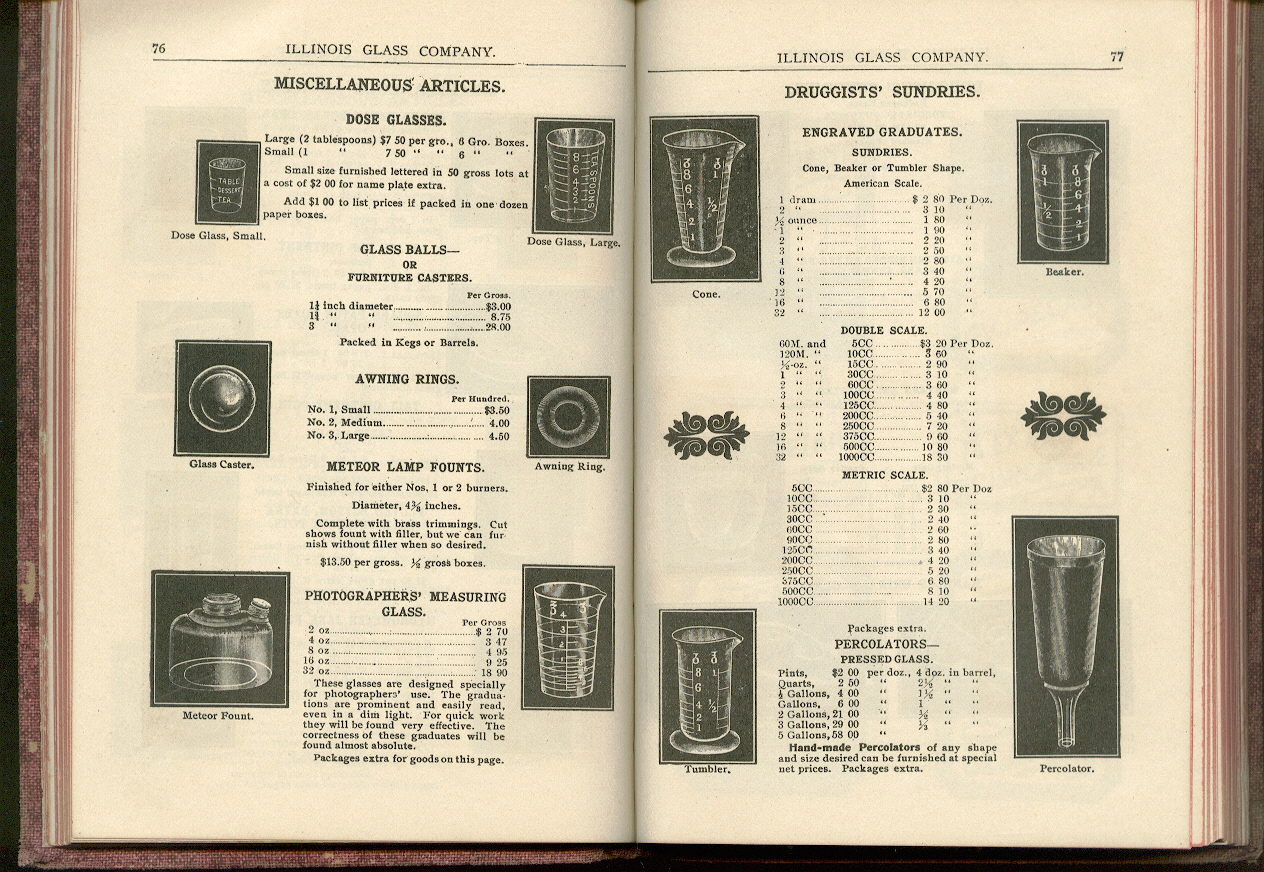 76
ILLINOIS GLASS COMPANY.
MISCELLANEOUS ARTICLES.
DOSE GLASSES.
Large (2 tablespoons) $7 50 per gro., 6 Gro. Boxes.
Small (1 " 7 50 " " 6 " "
Small size furnished lettered in 50 gross lots at
a cost of $2 00 for name plate extra.
Add $1 00 to list prices if packed in one dozen
paper boxes.
TABLE
DESSERT
TEA
Dose Glass, Small.
TEASPOONS
Dose Glass, Large.
GLASS BALLS—
OR
FURNITURE CASTERS.
Per Gross.
inch diameter $3.00
" " 8.75
3 " " 28.00
Packed in Kegs or Barrels.
Glass Caster.
AWNING RINGS.
Per Hundred.
No. 1, Small $3.50
No. 2, Medium 4.00
No. 3, Large 4.50
Awning Ring.
METEOR LAMP FOUNTS.
Finished for either Nos. 1 or 2 burners.
Diameter, inches.
Complete with brass trimmings. Cut
shows fount with filler, but we can fur-
nish without filler when so desired.
$13.50 per gross. ½ gross boxes.
Meteor Fount.
PHOTOGRAPHERS' MEASURING
GLASS.
Per Gross
2 oz $ 2 70
4 oz 3 47
8 oz 4 95
16 oz 9 25
32 oz 18 90
These glasses are designed specially
for photographers' use. The gradua-
tions are prominent and easily read,
even in a dim light. For quick work
they will be found very effective. The
correctness of these graduates will be
found almost absolute.
Packages extra for goods on this page.
ILLINOIS GLASS COMPANY.
77
DRUGGISTS' SUNDRIES.
ENGRAVED GRADUATES.
SUNDRIES.
Cone, Beaker or Tumbler Shape.
American Scale.
1 dram $ 2 80 Per Doz.
2 " 3 10 "
½ ounce 1 80 "
1 " 1 90 "
2 " 2 20 "
3 " 2 50 "
4 " 2 80 "
6 " 3 40 "
8 " 4 20 "
12 " 5 70 "
16 " 6 80 "
32 " 12 00 "
Cone.
Beaker.
DOUBLE SCALE.
60M. and 5CC $3 20 Per Doz.
120M. " 10CC 3 60 "
½-oz. " 15CC 2 90 "
1 " " 30CC 3 10 "
2 " " 60CC 3 60 "
3 " " 100CC 4 40 "
4 " " 125CC 4 80 "
6 " " 200CC 5 40 "
8 " " 250CC 7 20 "
12 " " 375CC 9 60 "
16 " " 500CC 10 80 "
32 " " 1000CC 18 30 "
METRIC SCALE.
5CC $2 80 Per Doz
10CC 3 10 "
15CC 2 30 "
30CC 2 40 "
60CC 2 60 "
90CC 2 80 "
125CC 3 40 "
200CC 4 20 "
250CC 5 20 "
375CC 6 80 "
500CC 8 10 "
1000CC 14 20 "
Packages extra.
PERCOLATORS—
PRESSED GLASS.
Pints, $2 00 per doz., 4 doz. in barrel,
Quarts, 2 50 " 2½ " "
½ Gallons, 4 00 " 1½ " "
Gallons, 6 00 " 1 " "
2 Gallons, 21 00 " ½ " "
3 Gallons, 29 00 " ⅓ " "
5 Gallons, 58 00 "
Hand-made Percolators of any shape
and size desired can be furnished at special
net prices. Packages extra.
Tumbler.
Percolator.